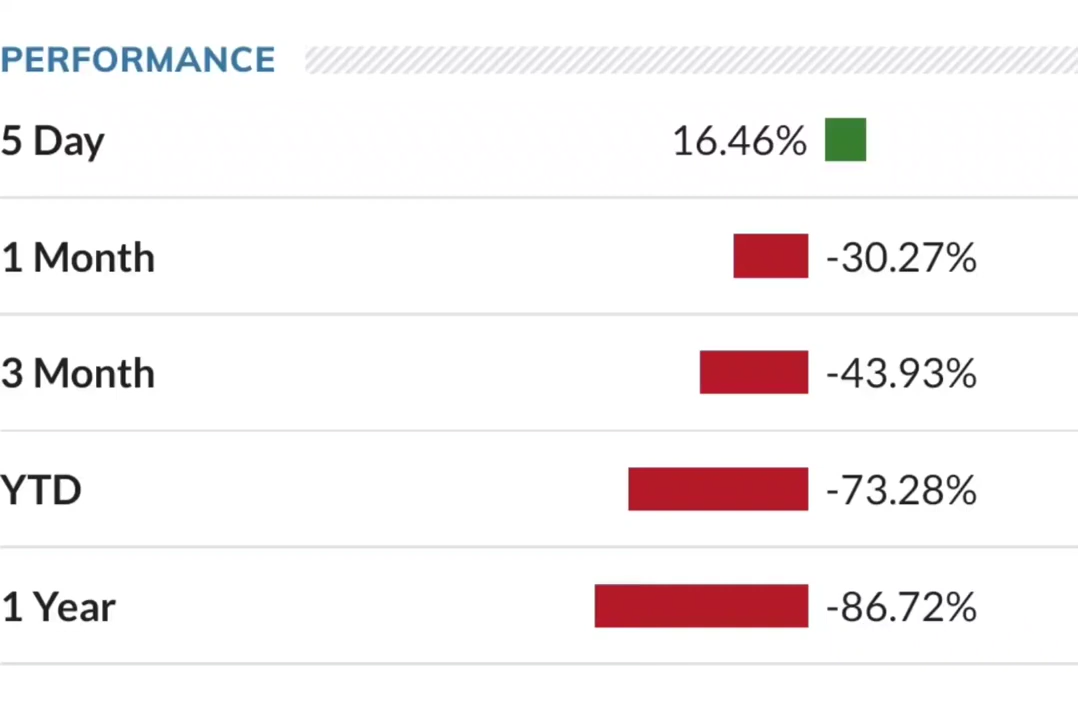 PERFORMANCE
5 Day 16.46%
1 Month -30.27%
3 Month -43.93%
YTD -73.28%
1 Year -86.72%